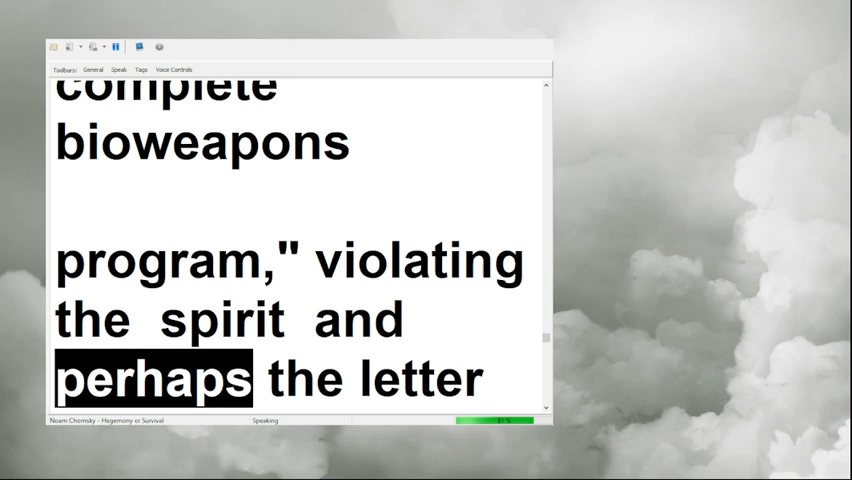 Toolbars: General Speak Tags Voice Controls
complete
bioweapons
program," violating
the spirit and
perhaps the letter
Noam Chomsky - Hegemony or Survival Speaking 81 %